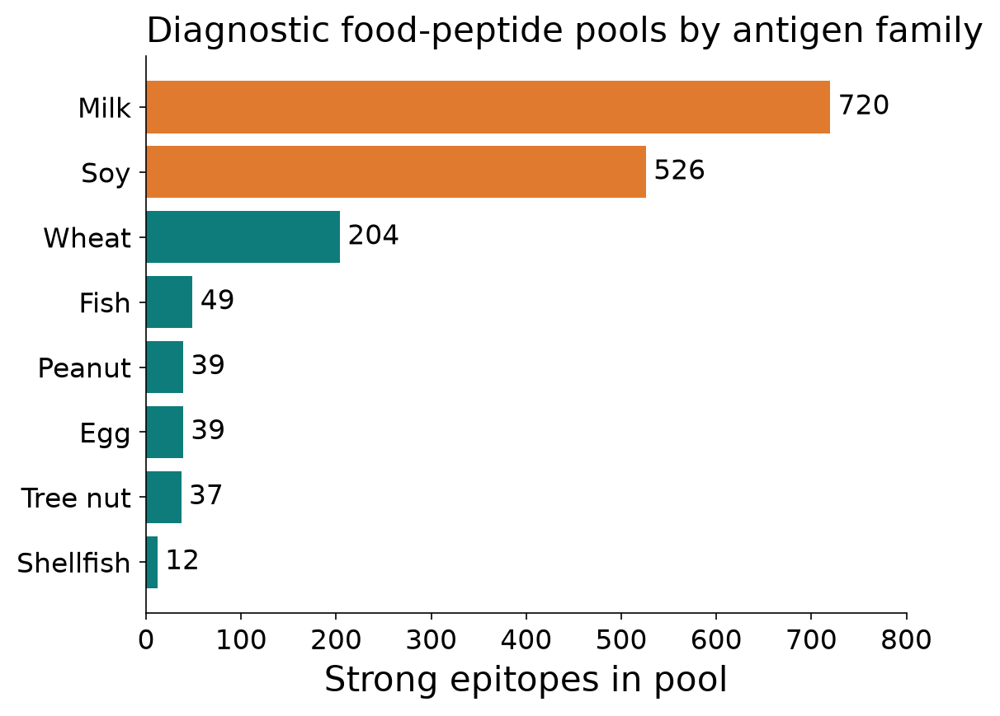 Diagnostic food-peptide pools by antigen family
Milk 720
Soy 526
Wheat 204
Fish 49
Peanut 39
Egg 39
Tree nut 37
Shellfish 12
0 100 200 300 400 500 600 700 800
Strong epitopes in pool